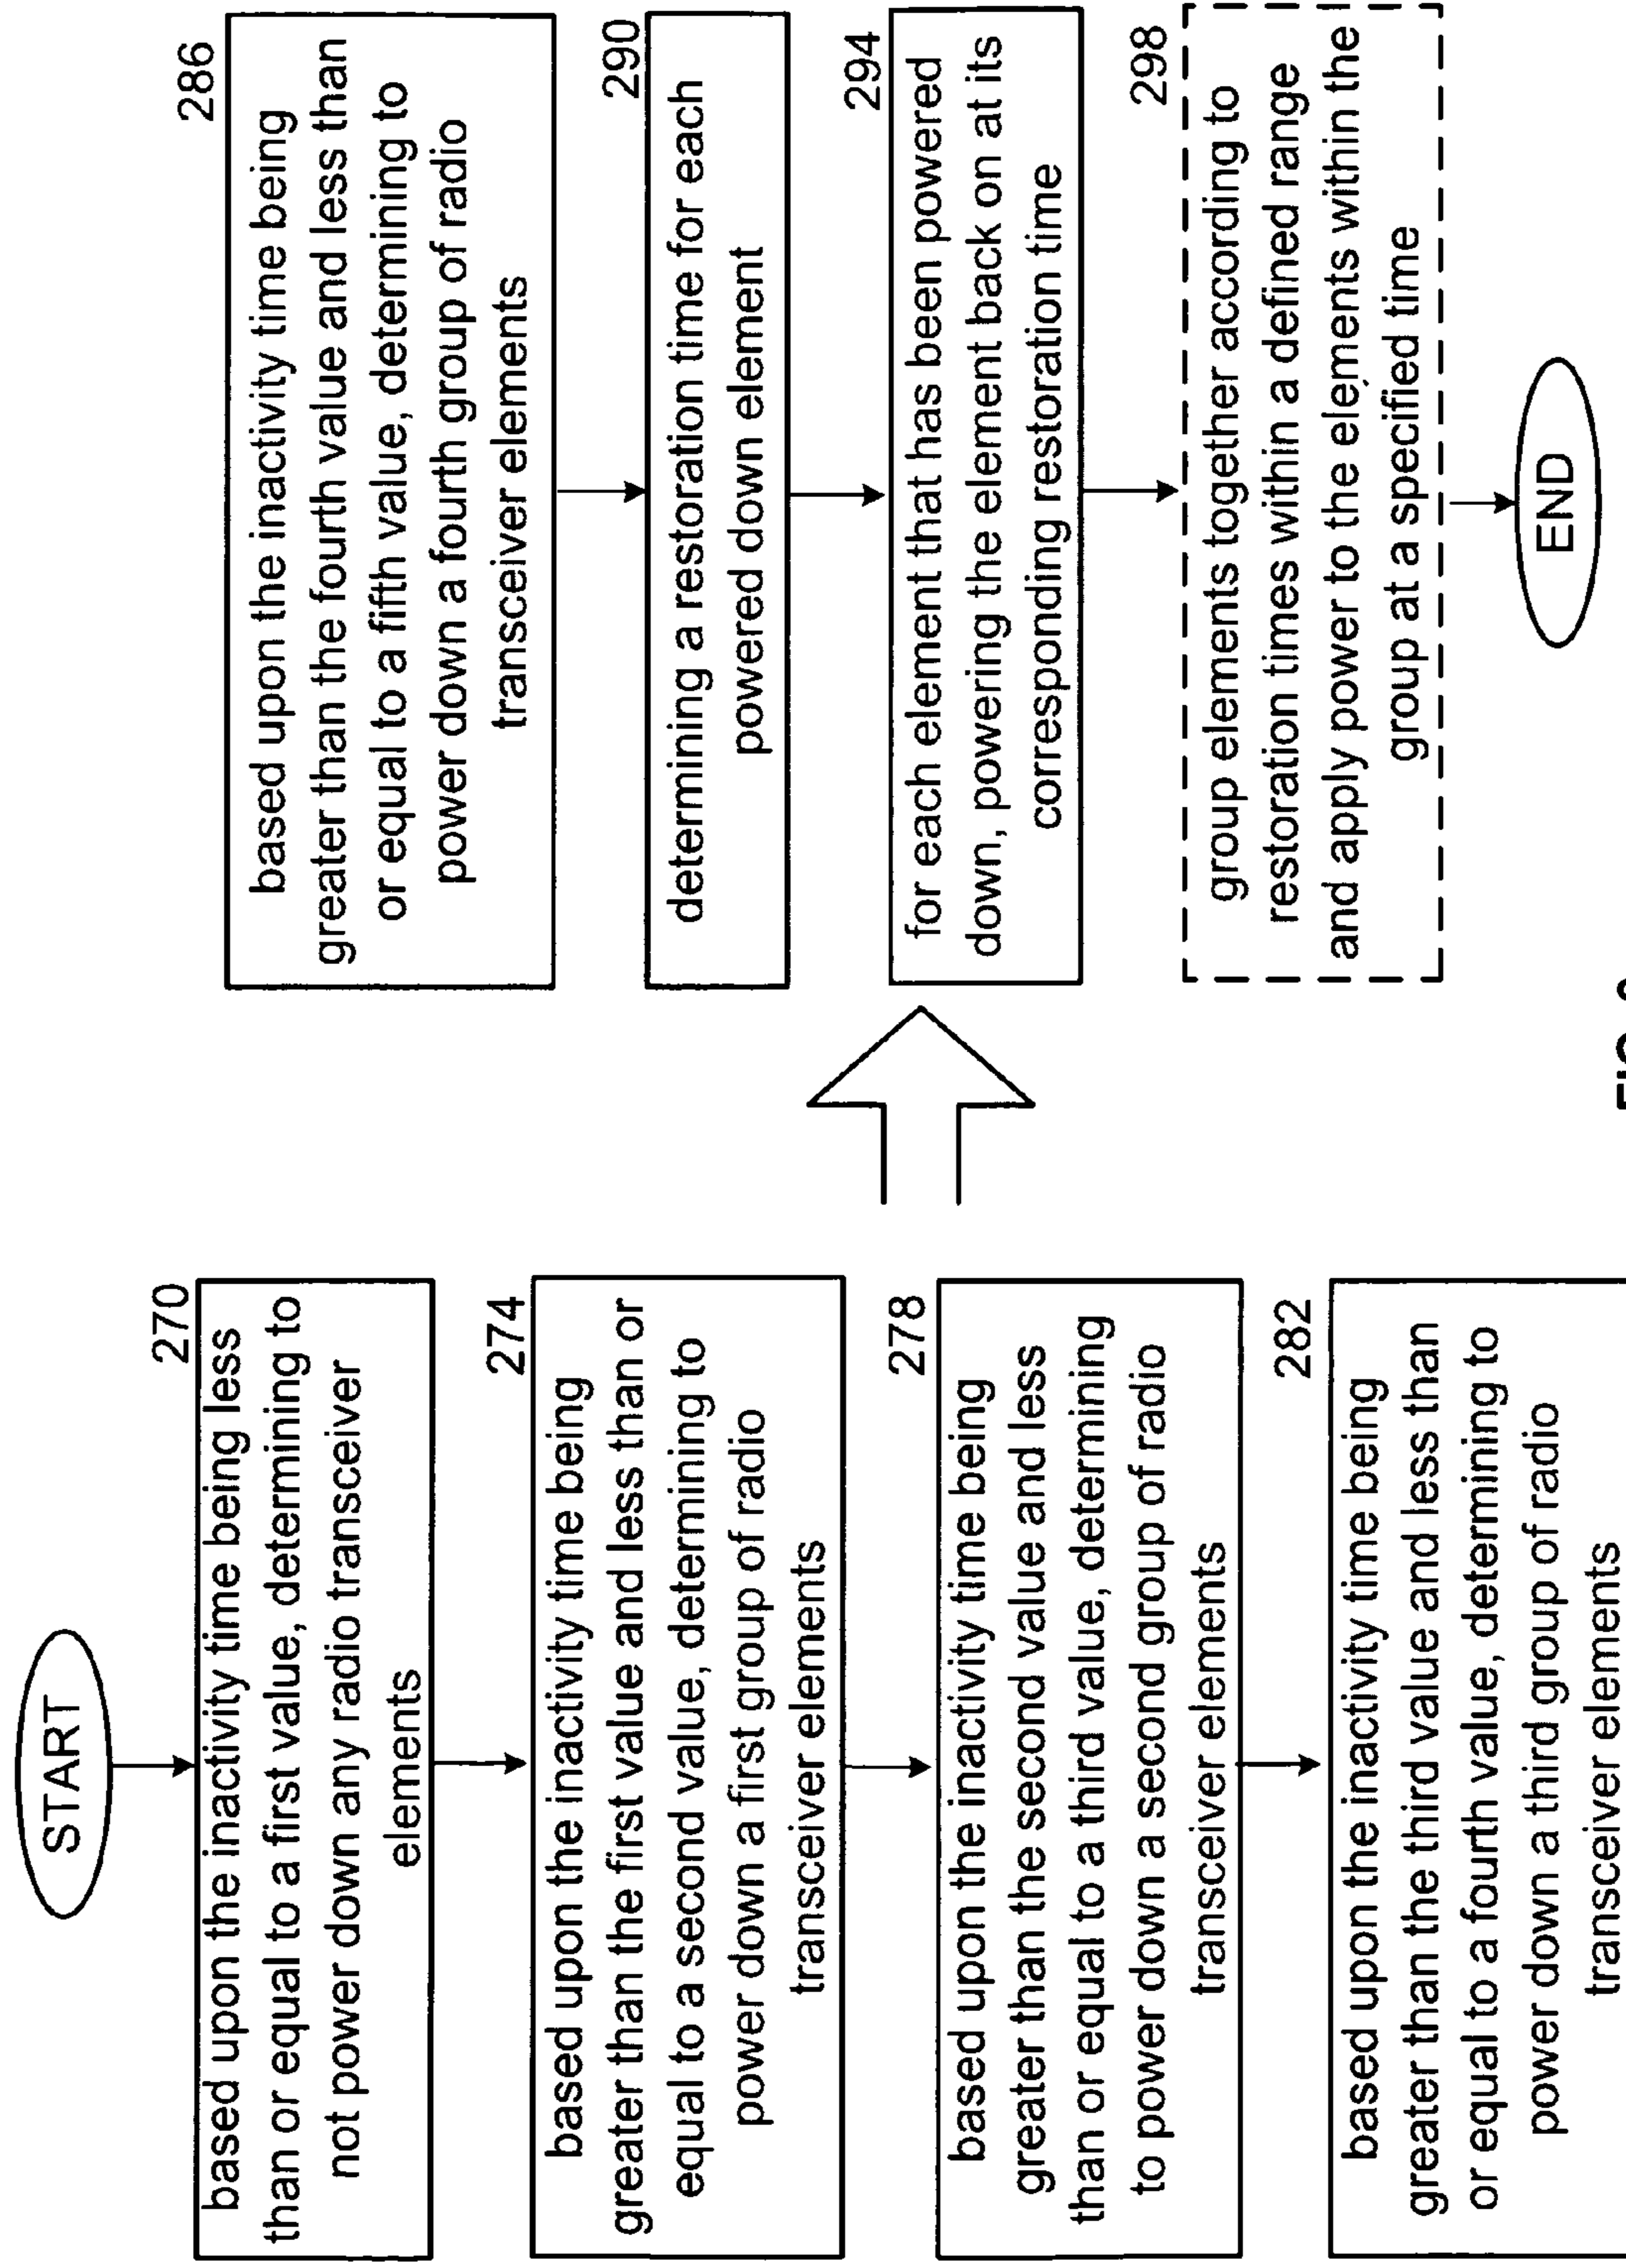 START
270
based upon the inactivity time being less
than or equal to a first value, determining to
not power down any radio transceiver
elements
274
based upon the inactivity time being
greater than the first value and less than or
equal to a second value, determining to
power down a first group of radio
transceiver elements
278
based upon the inactivity time being
greater than the second value and less
than or equal to a third value, determining
to power down a second group of radio
transceiver elements
282
based upon the inactivity time being
greater than the third value and less than
or equal to a fourth value, determining to
power down a third group of radio
transceiver elements
286
based upon the inactivity time being
greater than the fourth value and less than
or equal to a fifth value, determining to
power down a fourth group of radio
transceiver elements
290
determining a restoration time for each
powered down element
294
for each element that has been powered
down, powering the element back on at its
corresponding restoration time
298
group elements together according to
restoration times within a defined range
and apply power to the elements within the
group at a specified time
END
FIG.